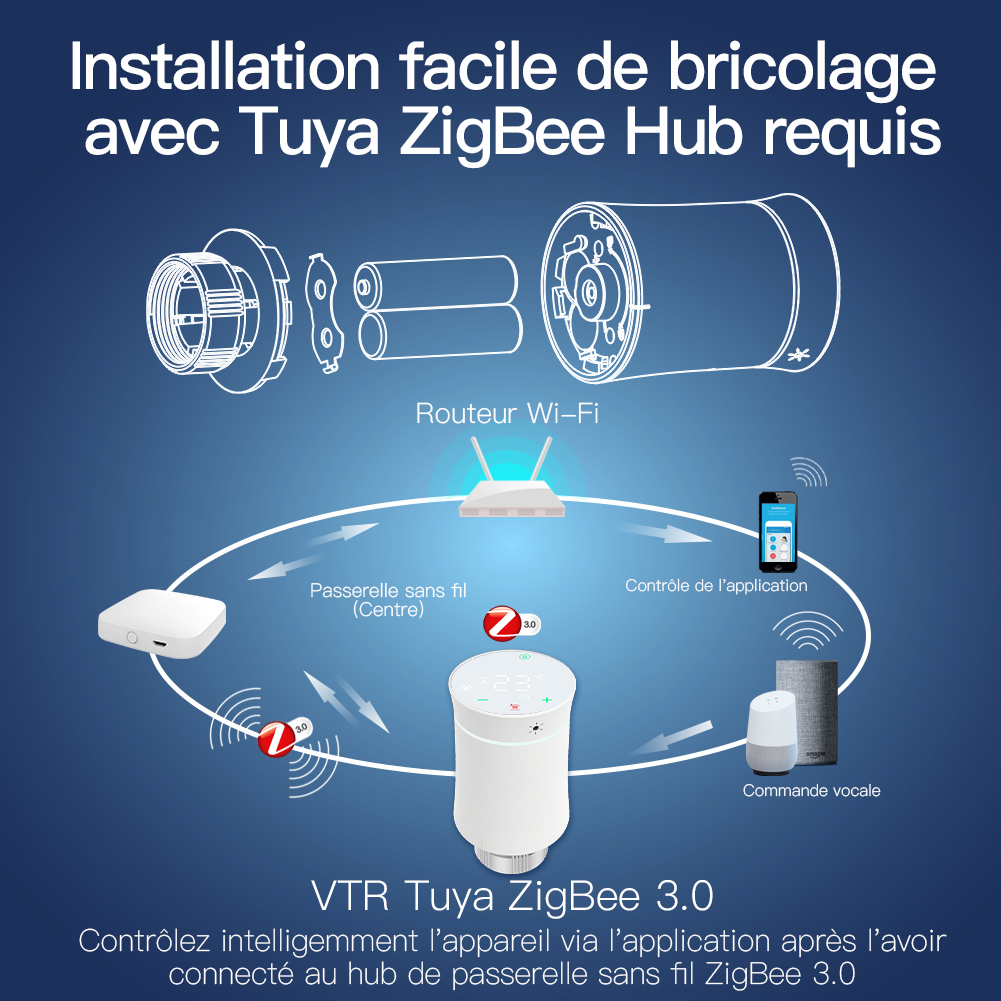 Installation facile de bricolage
avec Tuya ZigBee Hub requis
Routeur Wi-Fi
Contrôle de l'application
Passerelle sans fil
(Centre)
3.0
23
3.0
amazon
Commande vocale
VTR Tuya ZigBee 3.0
Contrôlez intelligemment l'appareil via l'application après l'avoir
connecté au hub de passerelle sans fil ZigBee 3.0